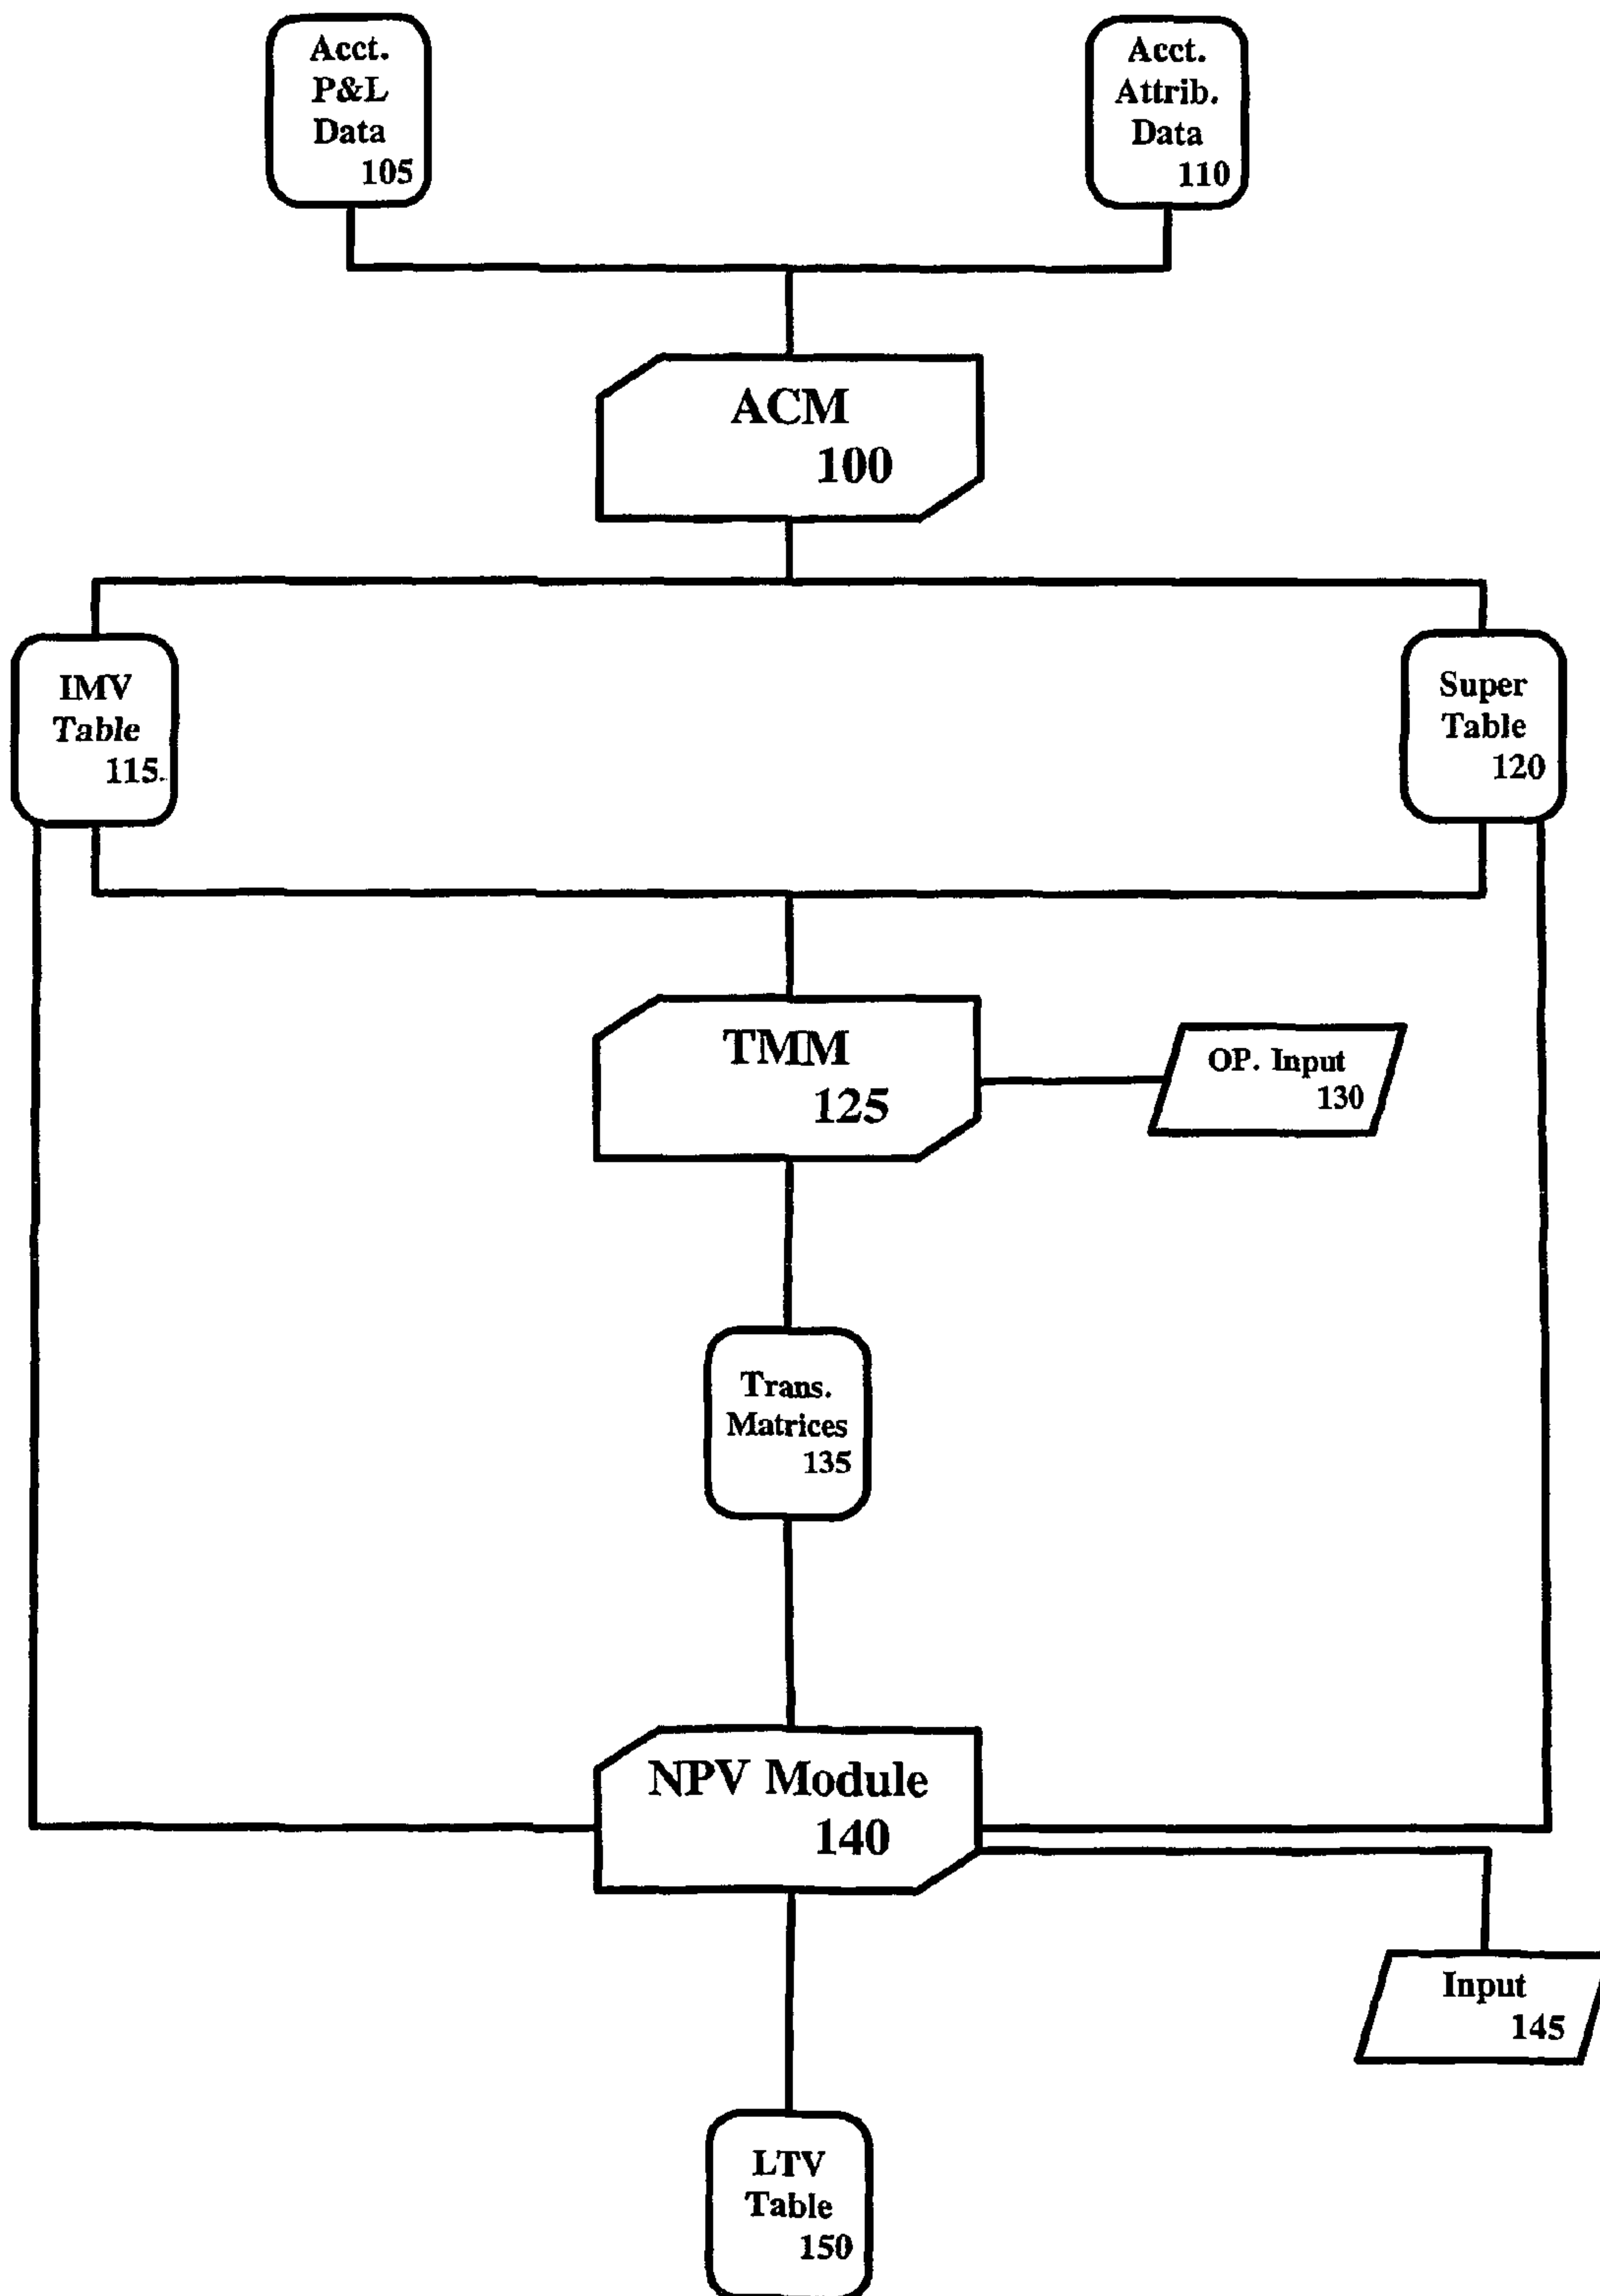 Acct.
P&L
Data
105
Acct.
Attrib.
Data
110
ACM
100
IMV
Table
115
Super
Table
120
TMM
125
OP. Input
130
Trans.
Matrices
135
NPV Module
140
Input
145
LTV
Table
150